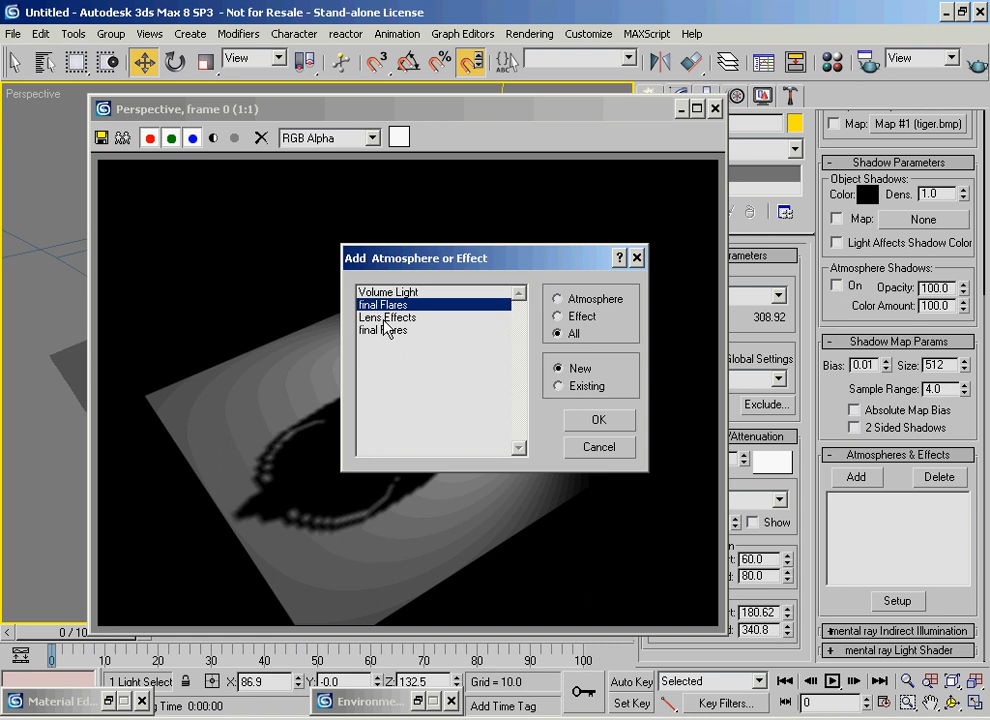 Untitled - Autodesk 3ds Max 8 SP3 - Not for Resale - Stand-alone License
File Edit Tools Group Views Create Modifiers Character reactor Animation Graph Editors Rendering Customize MAXScript Help
View View
Perspective
Perspective, frame 0 (1:1)
RGB Alpha
Map: Map #1 (tiger.bmp)
- Shadow Parameters
Object Shadows:
Color: Dens. 1.0
Map: None
Light Affects Shadow Color
Atmosphere Shadows:
On Opacity: 100.0
Color Amount: 100.0
- Shadow Map Params
Bias: 0.01 Size: 512
Sample Range: 4.0
Absolute Map Bias
2 Sided Shadows
- Atmospheres & Effects
Add Delete
Setup
+ mental ray Indirect Illumination
+ mental ray Light Shader
Add Atmosphere or Effect
Volume Light
final Flares
Lens Effects
final Flares
Atmosphere
Effect
All
New
Existing
OK
Cancel
308.92
Global Settings
Exclude...
/Attenuation
Show
60.0
80.0
180.62
340.8
0 / 10
0 10 20 30 40 50 60 70 80 90 100
1 Light Select X: 86.9 Y: -0.0 Z: 132.5 Grid = 10.0 Auto Key Selected
Material Ed... Time 0:00:00 Environme... Add Time Tag Set Key Key Filters... 0